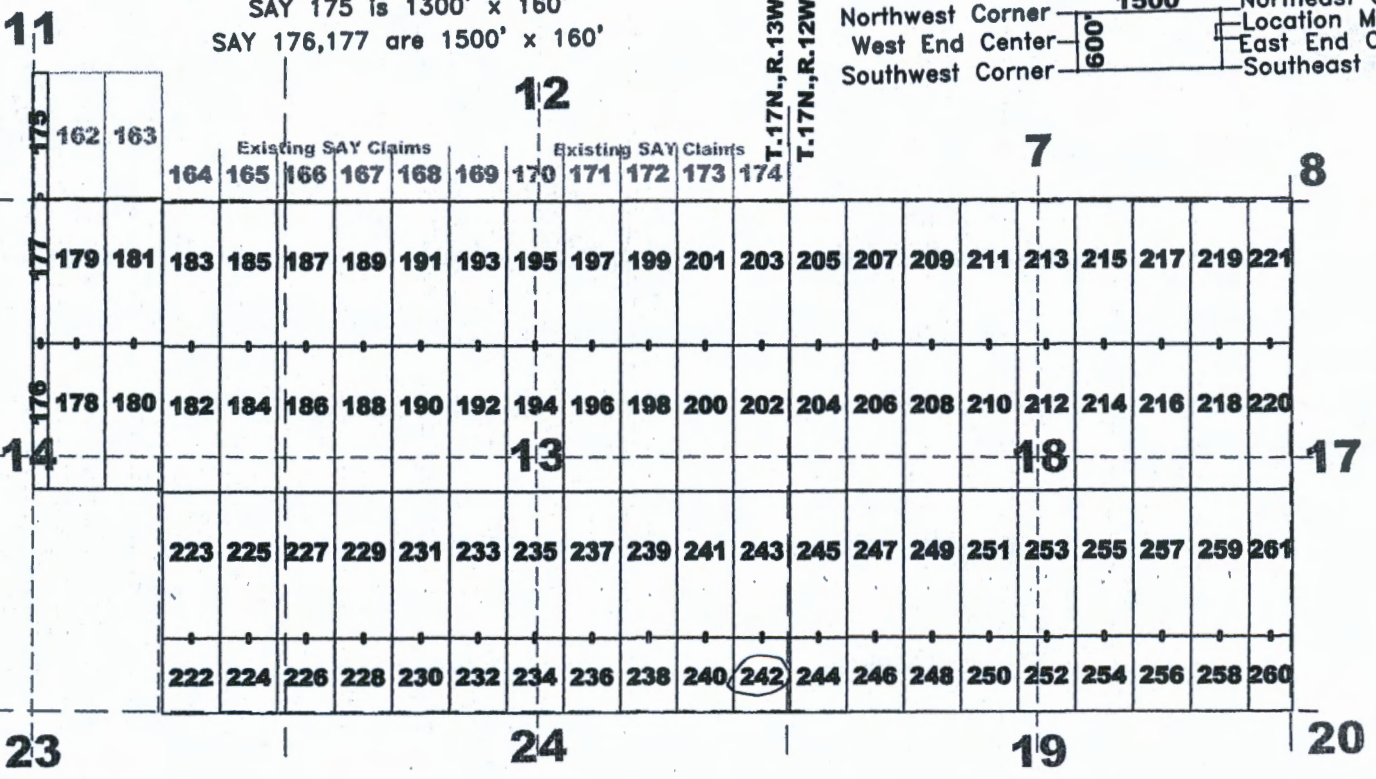 SAY 175 is 1300' x 160'
SAY 176,177 are 1500' x 160'
T.17N.,R.13W
T.17N.,R.12W
1500'
Northwest Corner
West End Center
Southwest Corner
600'
Northeast
Location
East End
Southeast
11
12
7
8
175
162 163
Existing SAY Claims
Existing SAY Claims
164 165 166 167 168 169 170 171 172 173 174
177 179 181 183 185 187 189 191 193 195 197 199 201 203 205 207 209 211 213 215 217 219 221
176 178 180 182 184 186 188 190 192 194 196 198 200 202 204 206 208 210 212 214 216 218 220
14 13 18 17
223 225 227 229 231 233 235 237 239 241 243 245 247 249 251 253 255 257 259 261
222 224 226 228 230 232 234 236 238 240 242 244 246 248 250 252 254 256 258 260
23 24 19 20